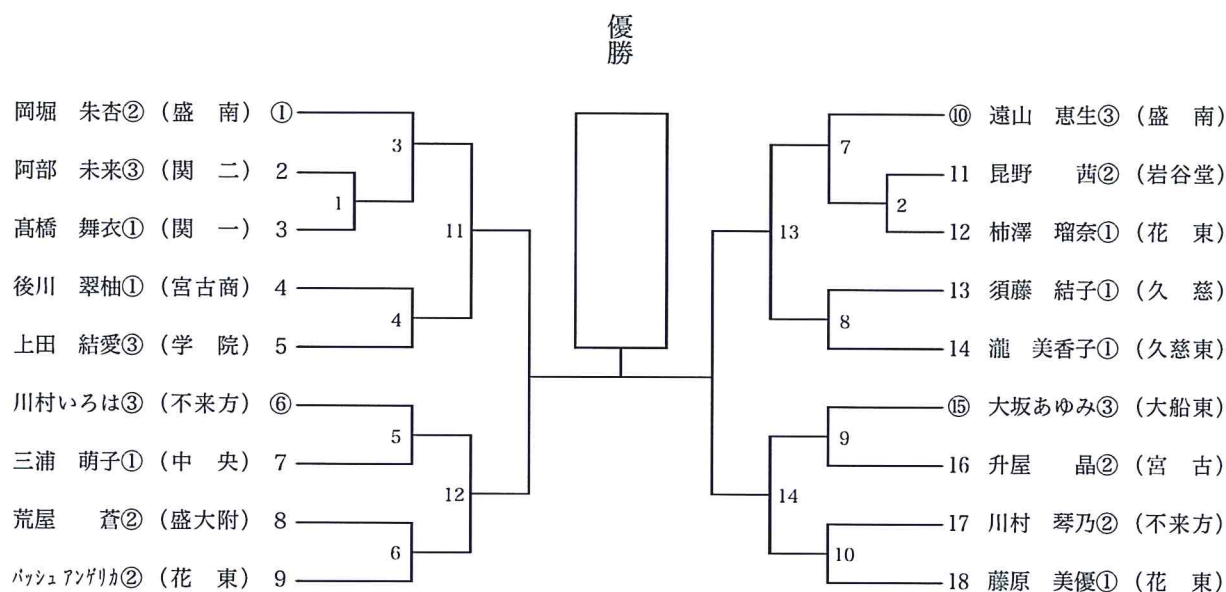 優勝
岡堀 朱杏② (盛 南) ①
阿部 未来③ (関 二) 2
髙橋 舞衣① (関 一) 3
後川 翠柚① (宮古商) 4
上田 結愛③ (学 院) 5
川村いろは③ (不来方) ⑥
三浦 萌子① (中 央) 7
荒屋 蒼② (盛大附) 8
バッシュ アンゲリカ② (花 東) 9
3
1
11
4
5
12
6
7
2
13
8
9
14
10
⑩ 遠山 恵生③ (盛 南)
11 昆野 茜② (岩谷堂)
12 柿澤 瑠奈① (花 東)
13 須藤 結子① (久 慈)
14 瀧 美香子① (久慈東)
⑮ 大坂あゆみ③ (大船東)
16 升屋 晶② (宮 古)
17 川村 琴乃② (不来方)
18 藤原 美優① (花 東)